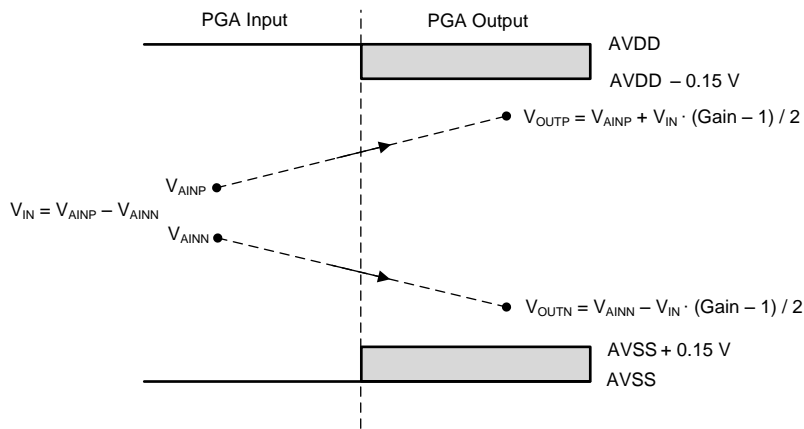 PGA Input
PGA Output
AVDD
AVDD – 0.15 V
V_OUTP = V_AINP + V_IN · (Gain – 1) / 2
V_AINP
V_IN = V_AINP – V_AINN
V_AINN
V_OUTN = V_AINN – V_IN · (Gain – 1) / 2
AVSS + 0.15 V
AVSS